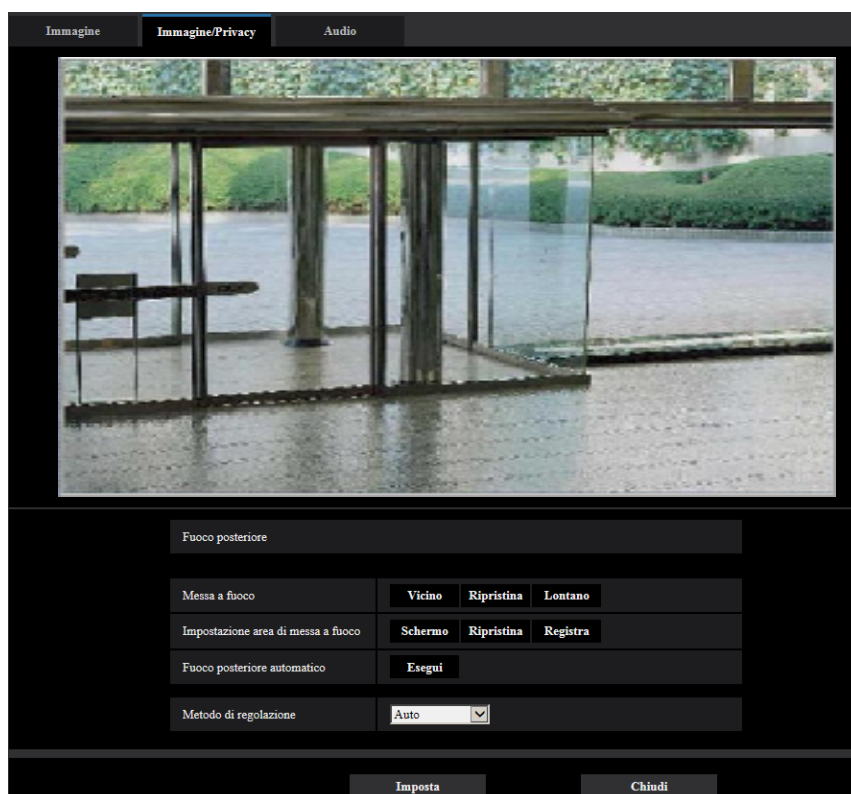 Immagine Immagine/Privacy Audio
Fuoco posteriore
Messa a fuoco Vicino Ripristina Lontano
Impostazione area di messa a fuoco Schermo Ripristina Registra
Fuoco posteriore automatico Esegui
Metodo di regolazione Auto
Imposta Chiudi